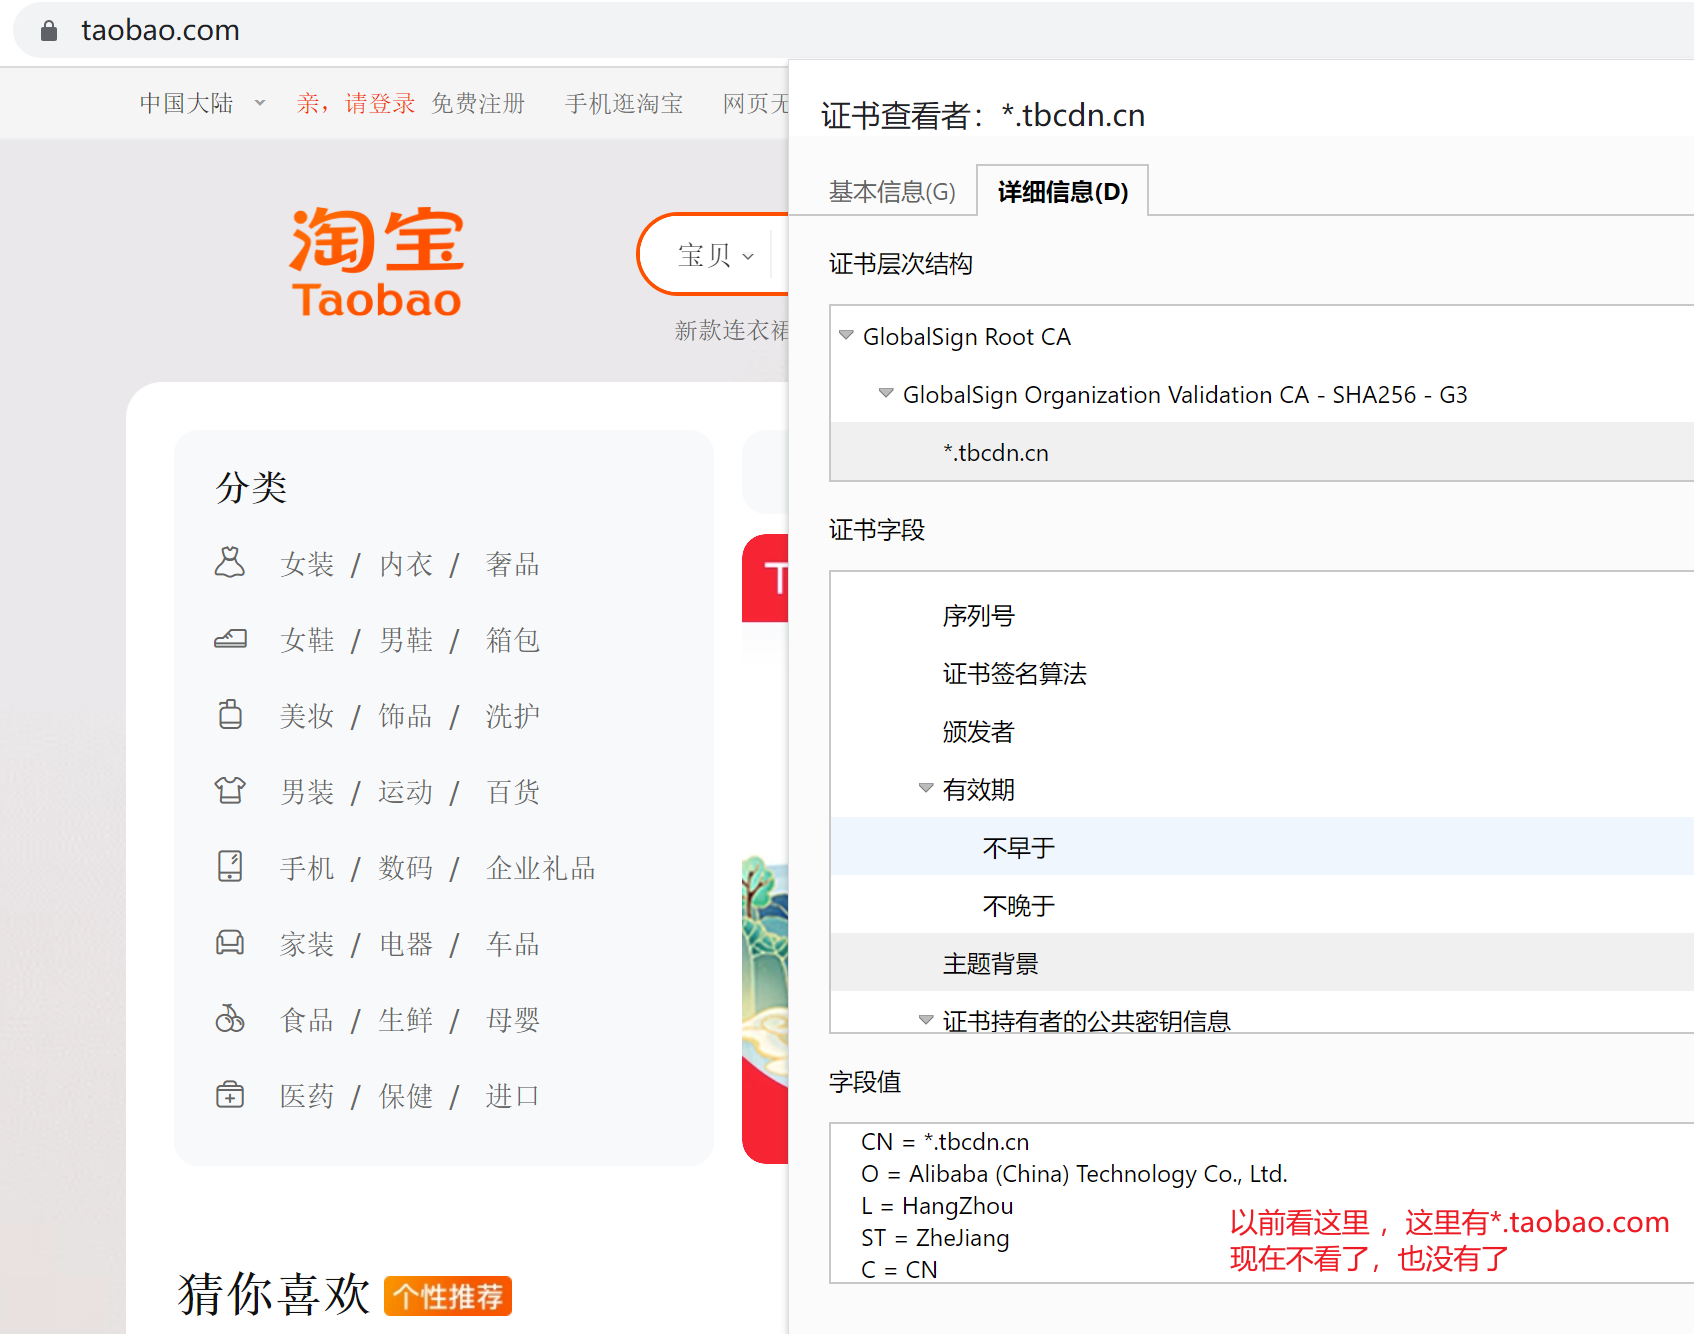 taobao.com
中国大陆 亲，请登录 免费注册 手机逛淘宝 网页无
淘宝
Taobao
宝贝
新款连衣裙
分类
女装 / 内衣 / 奢品
女鞋 / 男鞋 / 箱包
美妆 / 饰品 / 洗护
男装 / 运动 / 百货
手机 / 数码 / 企业礼品
家装 / 电器 / 车品
食品 / 生鲜 / 母婴
医药 / 保健 / 进口
T
猜你喜欢 个性推荐
证书查看者：*.tbcdn.cn
基本信息(G) 详细信息(D)
证书层次结构
GlobalSign Root CA
GlobalSign Organization Validation CA - SHA256 - G3
*.tbcdn.cn
证书字段
序列号
证书签名算法
颁发者
有效期
不早于
不晚于
主题背景
证书持有者的公共密钥信息
字段值
CN = *.tbcdn.cn
O = Alibaba (China) Technology Co., Ltd.
L = HangZhou
ST = ZheJiang
C = CN
以前看这里 ，这里有*.taobao.com
现在不看了，也没有了